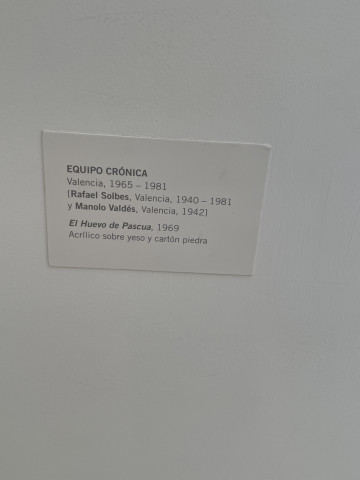 EQUIPO CRÓNICA
Valencia, 1965 – 1981
(Rafael Solbes, Valencia, 1940 – 1981
y Manolo Valdés, Valencia, 1942)
El Huevo de Pascua, 1969
Acrílico sobre yeso y cartón piedra